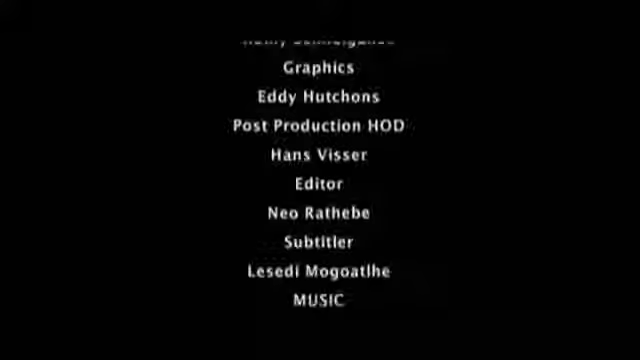 Graphics
Eddy Hutchons
Post Production HOD
Hans Visser
Editor
Neo Rathebe
Subtitler
Lesedi Mogoatlhe
MUSIC